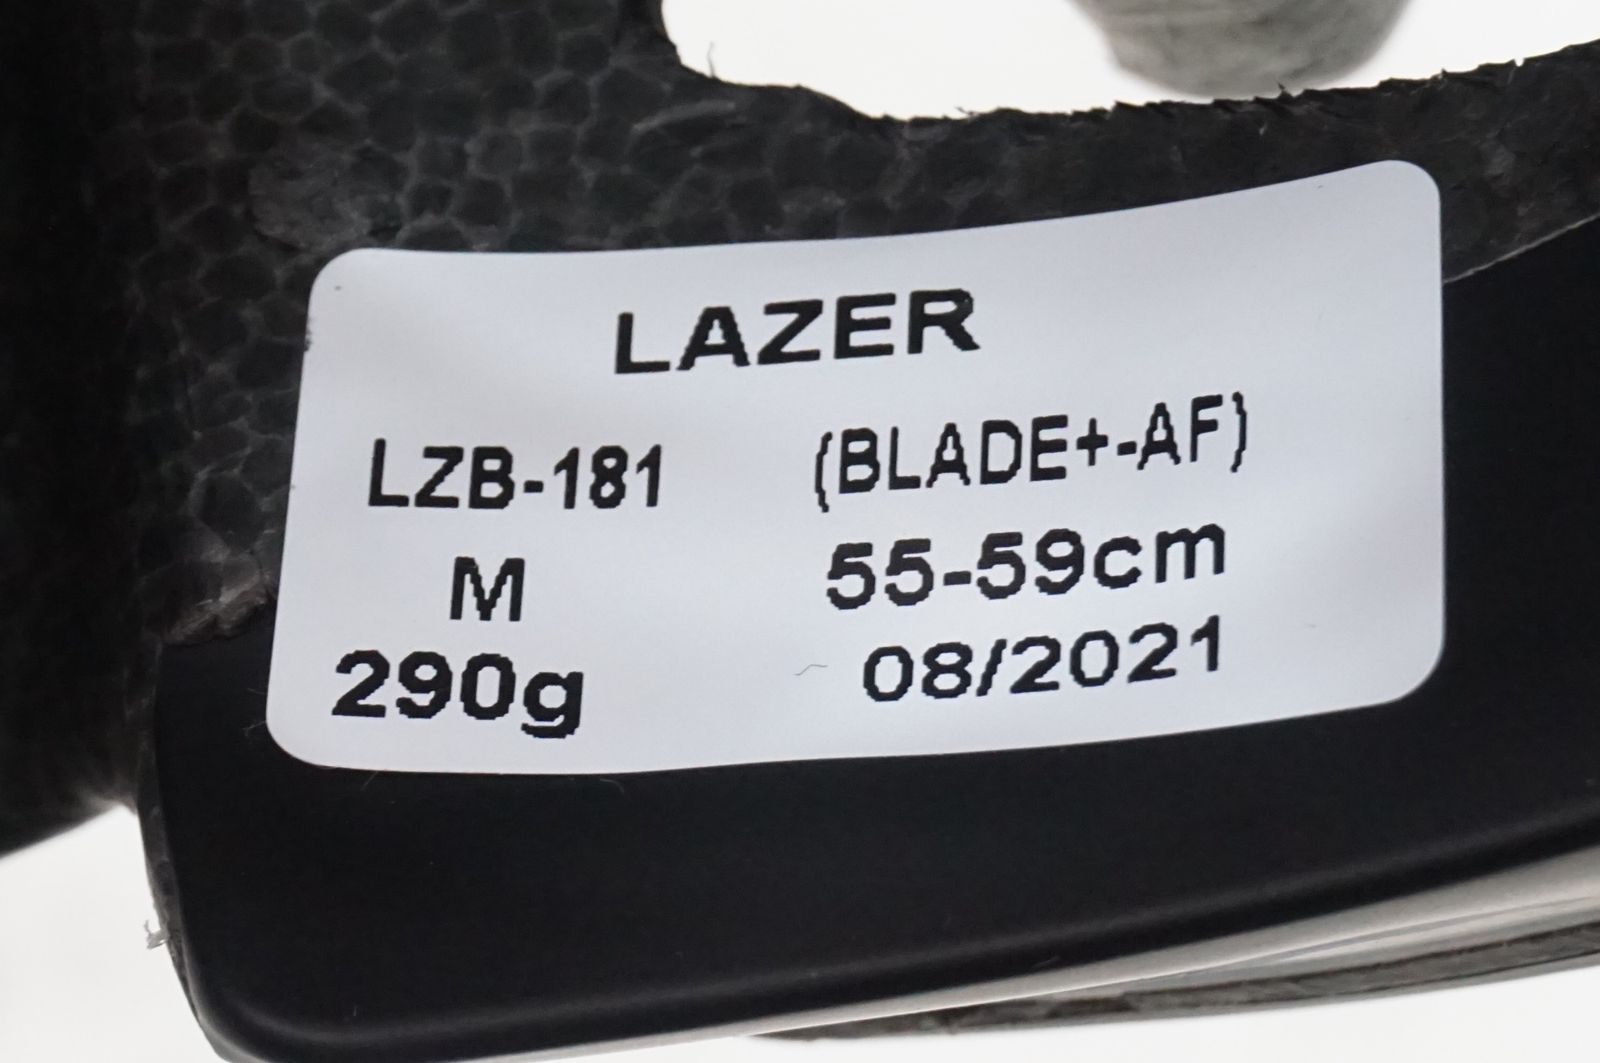 LAZER
LZB-181 (BLADE+-AF)
M 55-59cm
290g 08/2021